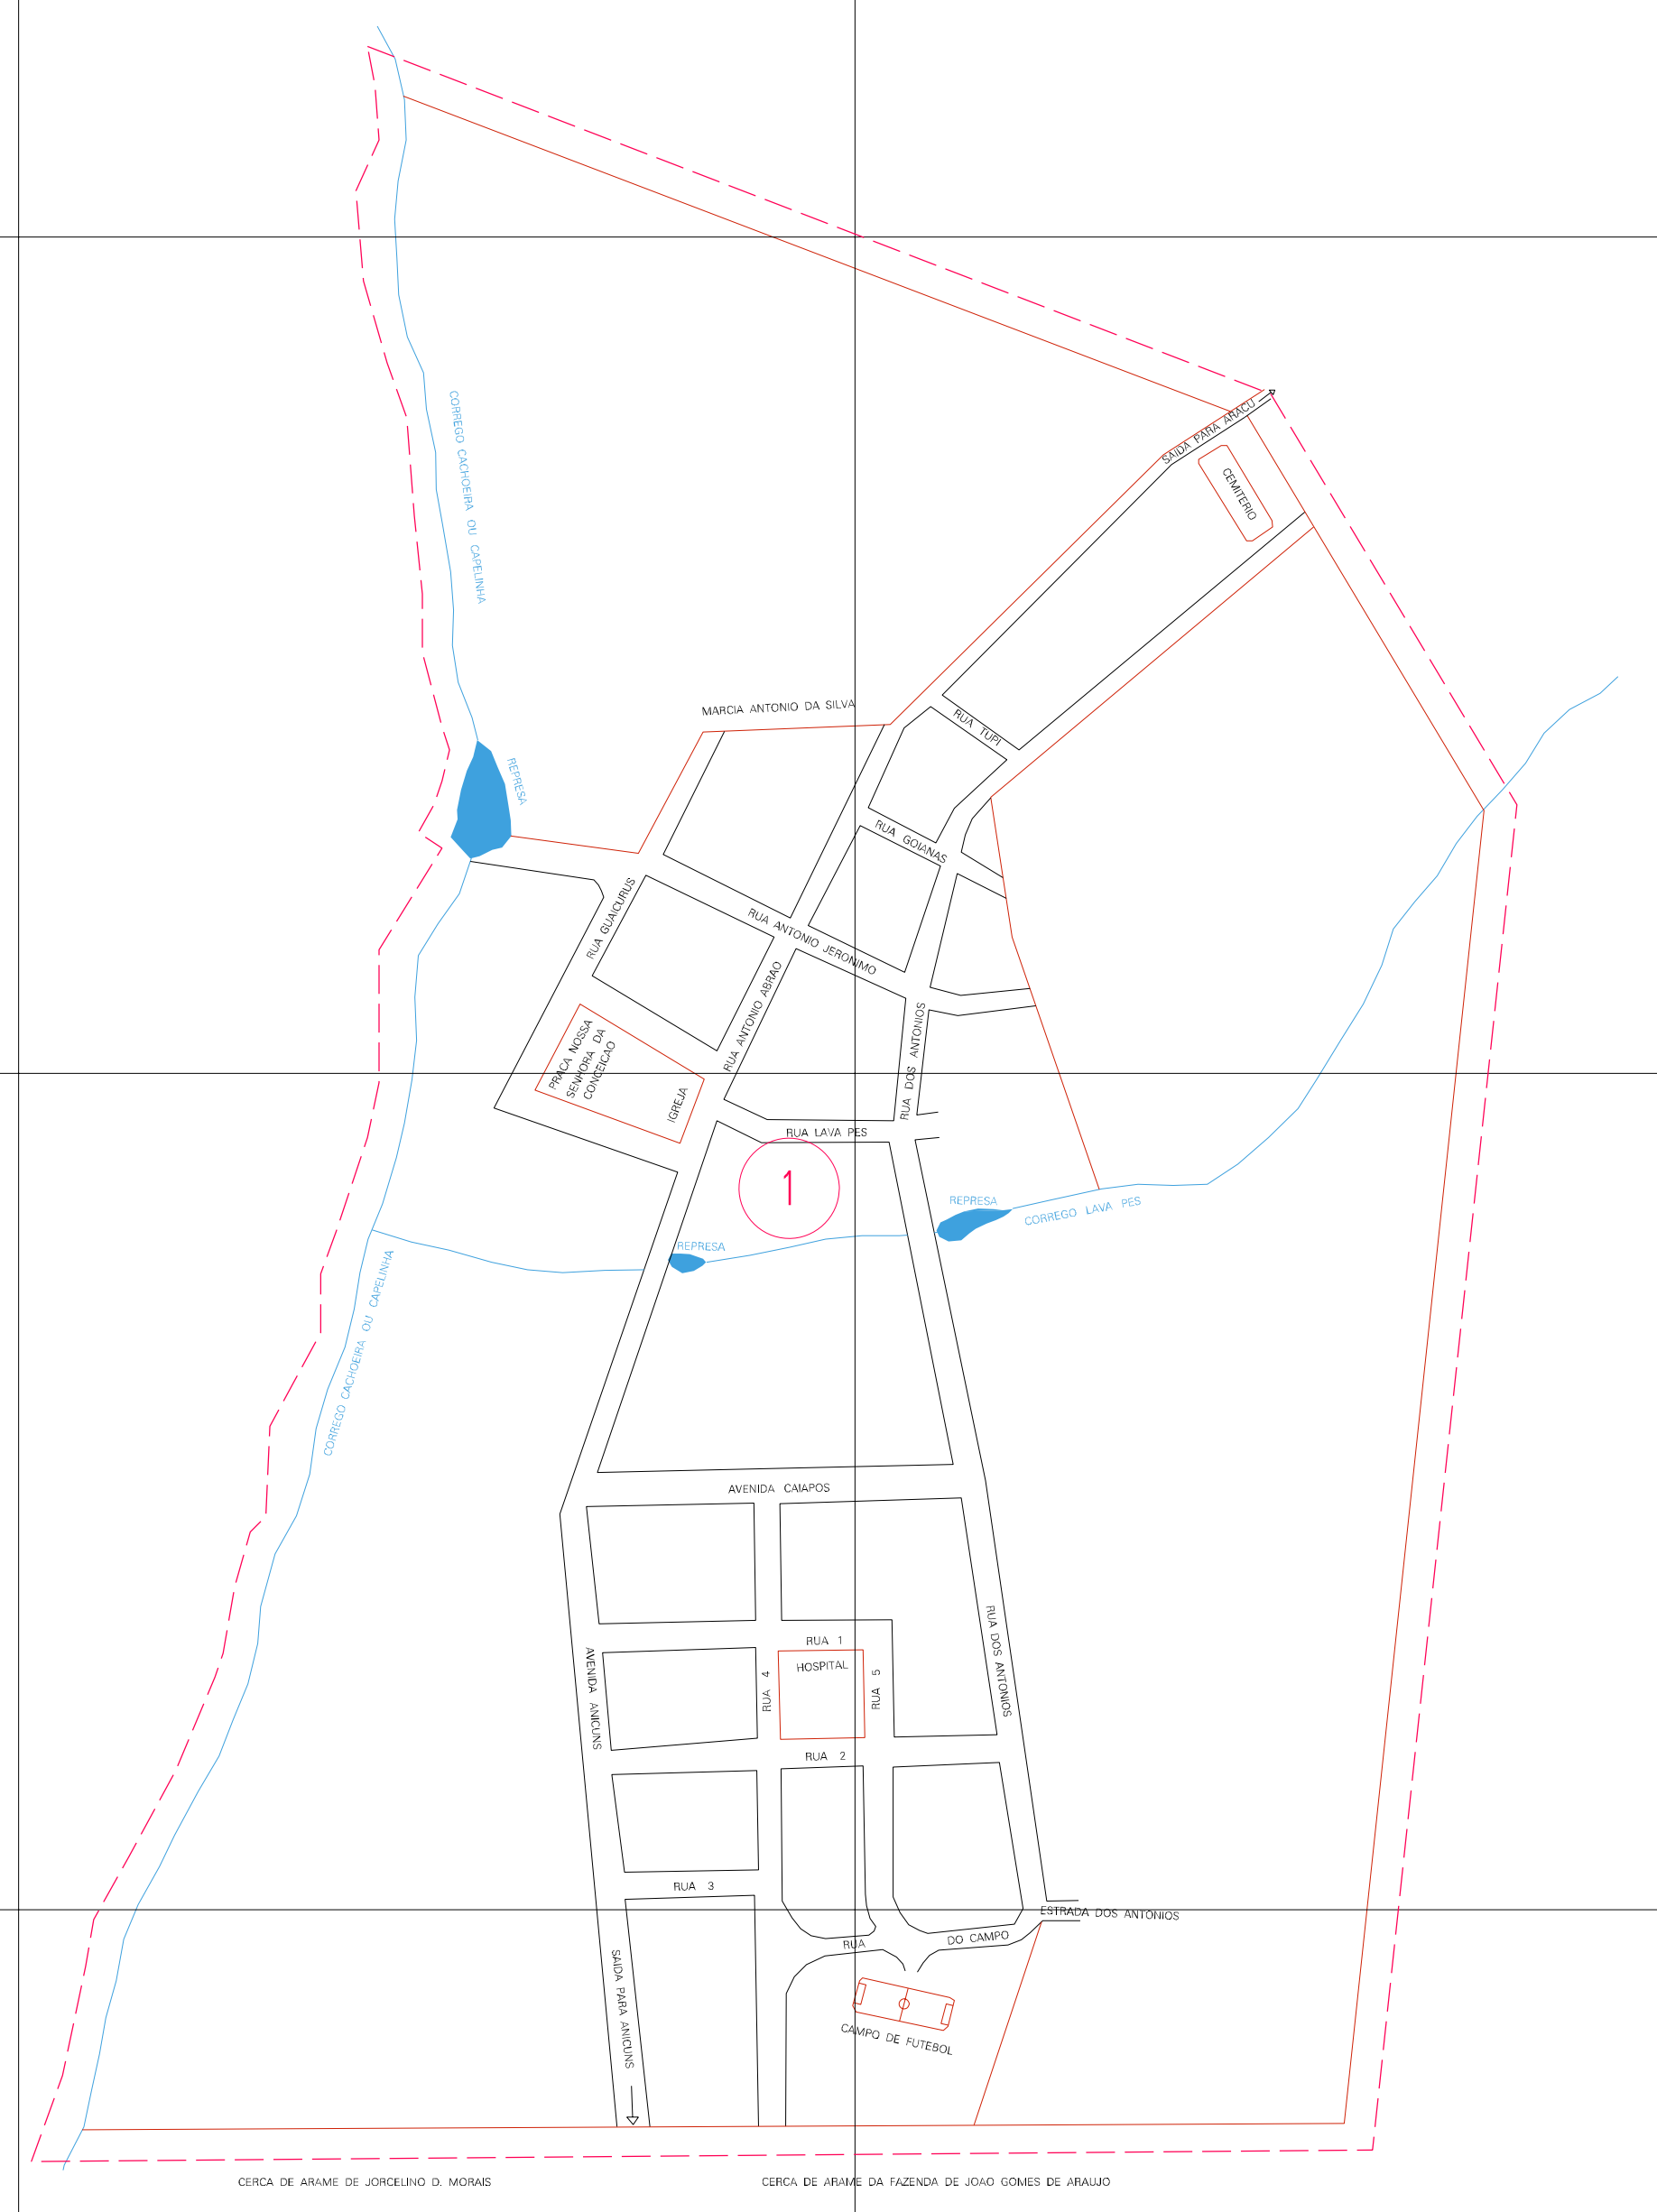 SAIDA PARA ARACU
CEMITERIO
CORREGO CACHOEIRA OU CAPELINHA
MARCIA ANTONIO DA SILVA
RUA TUPI
REPRESA
RUA GOIANAS
RUA GUAICURUS
RUA ANTONIO JERONIMO
RUA ANTONIO ABRAO
RUA DOS ANTONIOS
PRACA NOSSA
SENHORA DA
CONCEICAO
IGREJA
RUA LAVA PES
1
REPRESA
CORREGO LAVA PES
REPRESA
CORREGO CACHOEIRA OU CAPELINHA
AVENIDA CAIAPOS
RUA 1
HOSPITAL
RUA 4
RUA 5
RUA DOS ANTONIOS
AVENIDA ANICUNS
RUA 2
RUA 3
ESTRADA DOS ANTONIOS
RUA DO CAMPO
SAIDA PARA ANICUNS
CAMPO DE FUTEBOL
CERCA DE ARAME DE JORCELINO D. MORAIS
CERCA DE ARAME DA FAZENDA DE JOAO GOMES DE ARAUJO